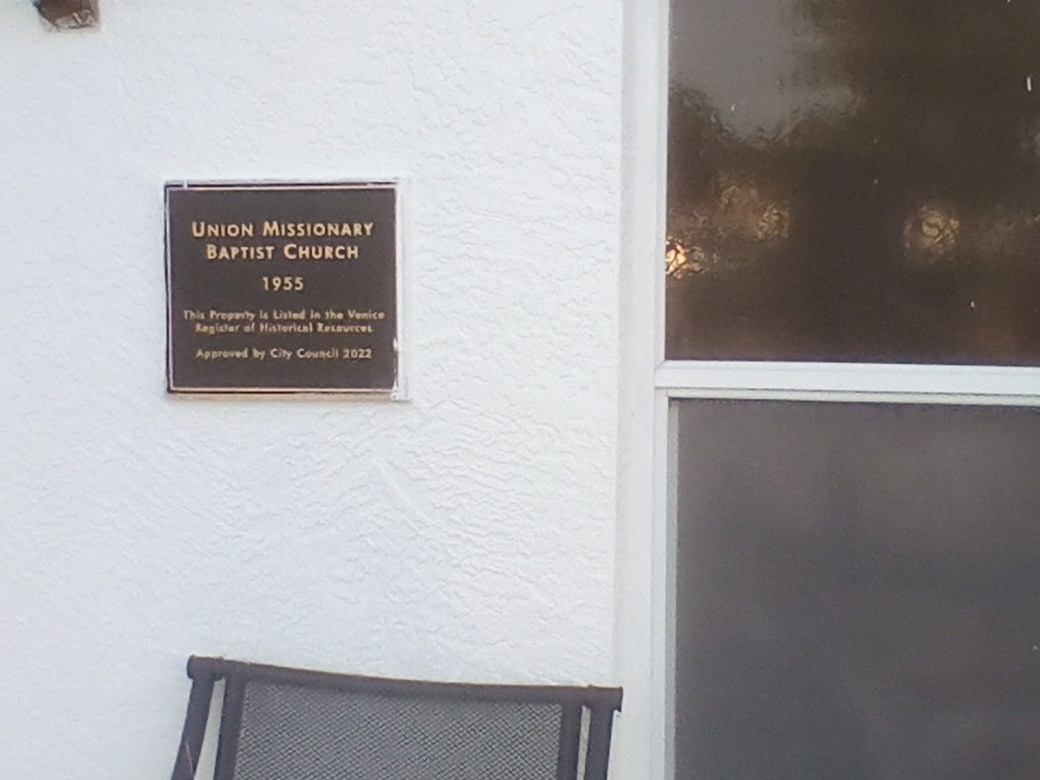 UNION MISSIONARY
BAPTIST CHURCH
1955
This Property is Listed in the Venice
Register of Historical Resources
Approved by City Council 2022